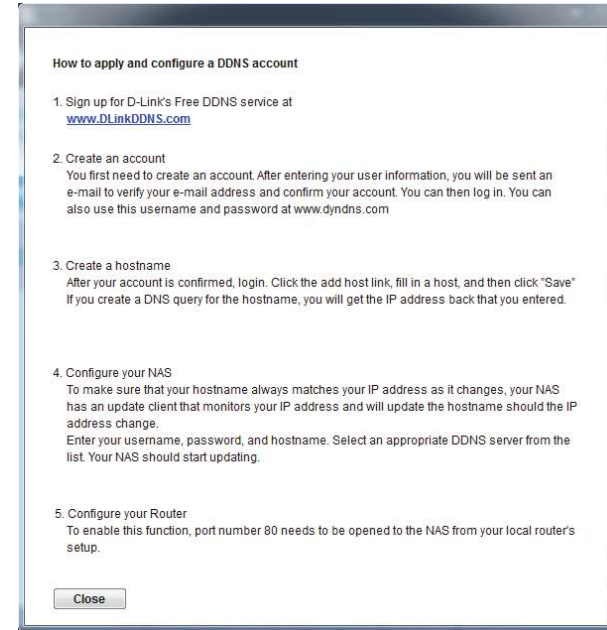 How to apply and configure a DDNS account
1. Sign up for D-Link's Free DDNS service at
www.DLinkDDNS.com
2. Create an account
You first need to create an account. After entering your user information, you will be sent an
e-mail to verify your e-mail address and confirm your account. You can then log in. You can
also use this username and password at www.dyndns.com
3. Create a hostname
After your account is confirmed, login. Click the add host link, fill in a host, and then click "Save"
If you create a DNS query for the hostname, you will get the IP address back that you entered.
4. Configure your NAS
To make sure that your hostname always matches your IP address as it changes, your NAS
has an update client that monitors your IP address and will update the hostname should the IP
address change.
Enter your username, password, and hostname. Select an appropriate DDNS server from the
list. Your NAS should start updating.
5. Configure your Router
To enable this function, port number 80 needs to be opened to the NAS from your local router's
setup.
Close